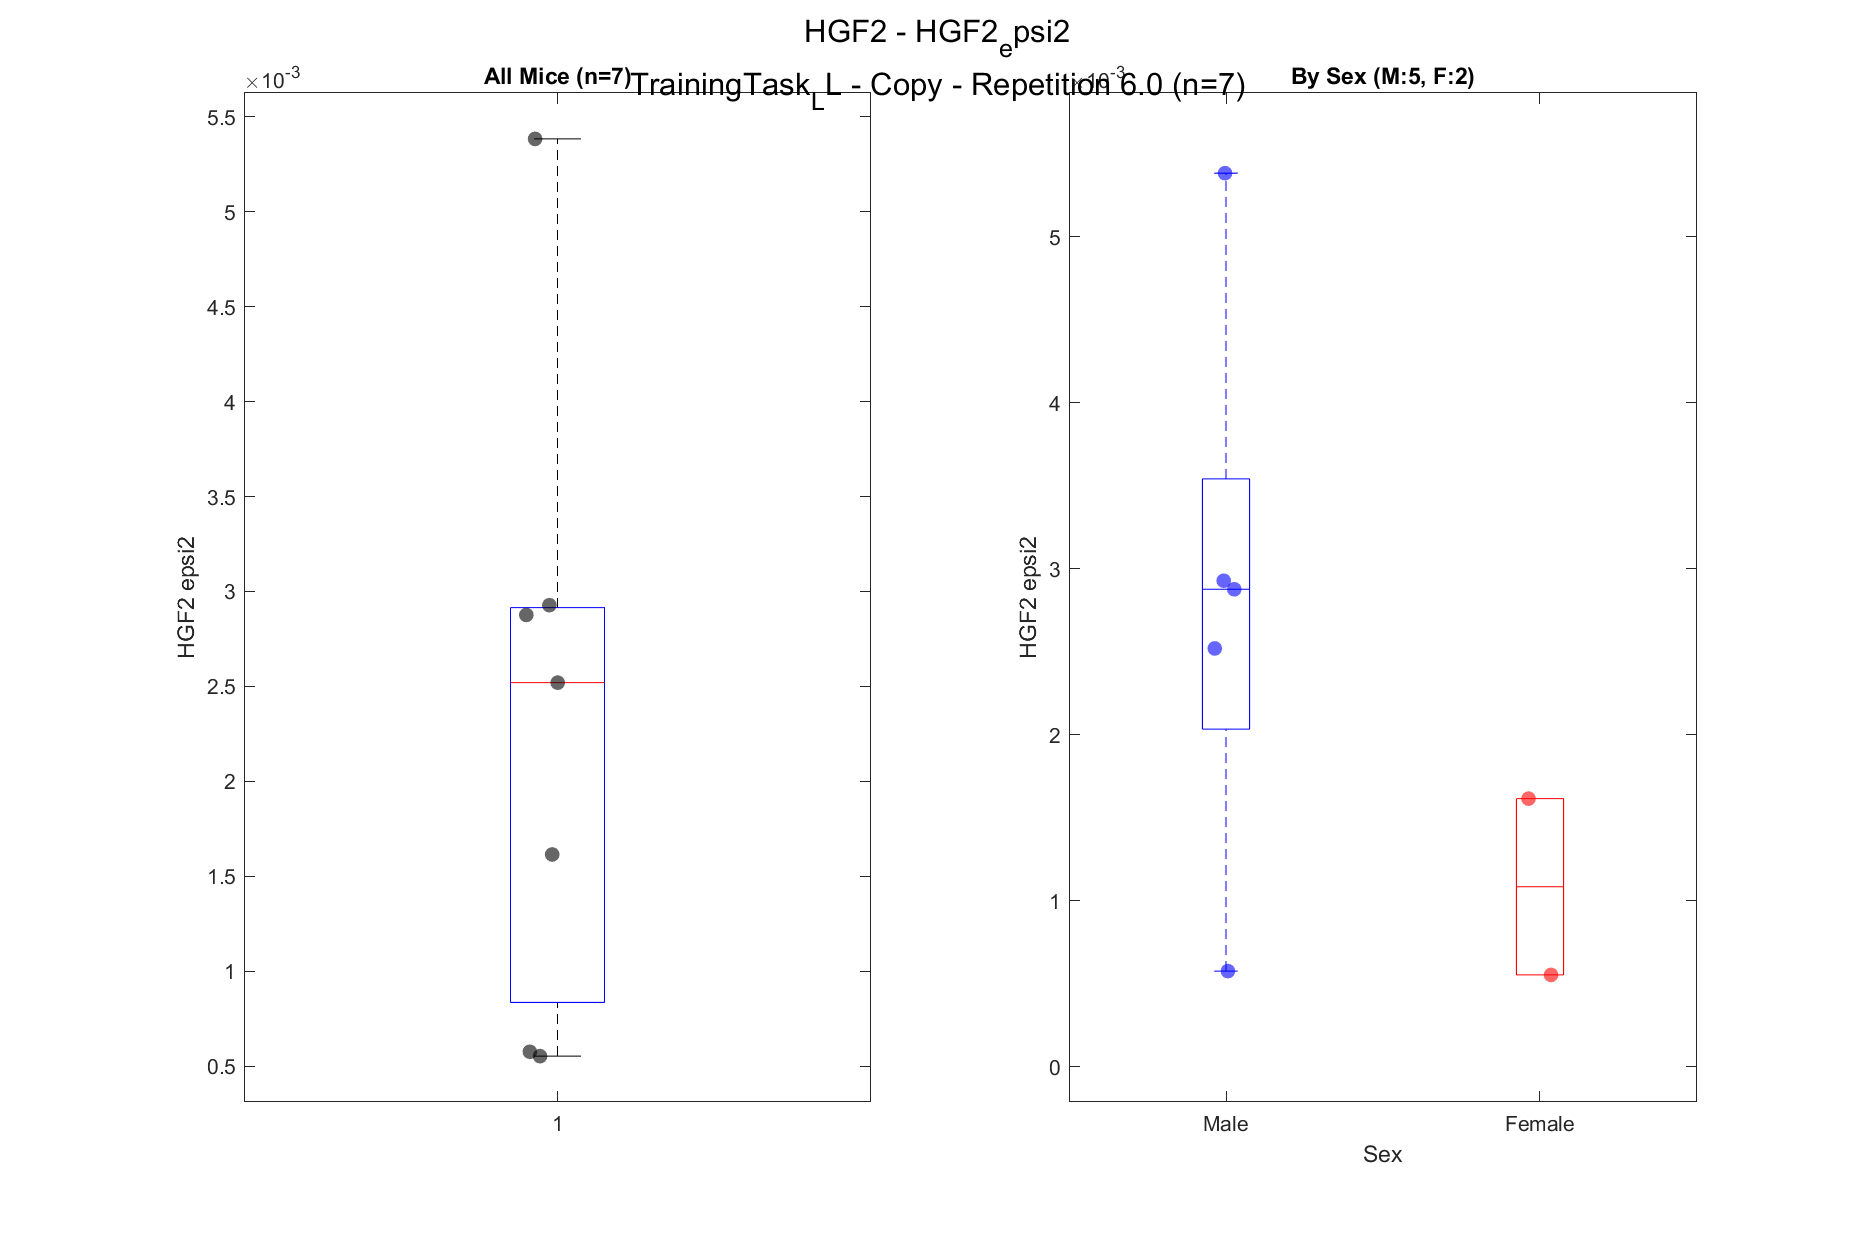 HGF2 - HGF2epsi2
TrainingTaskLL - Copy - Repetition 6.0 (n=7)
All Mice (n=7)
×10-3
5.5
5
4.5
4
3.5
3
2.5
2
1.5
1
0.5
HGF2 epsi2
1
By Sex (M:5, F:2)
×10-3
5
4
3
2
1
0
HGF2 epsi2
Male Female
Sex